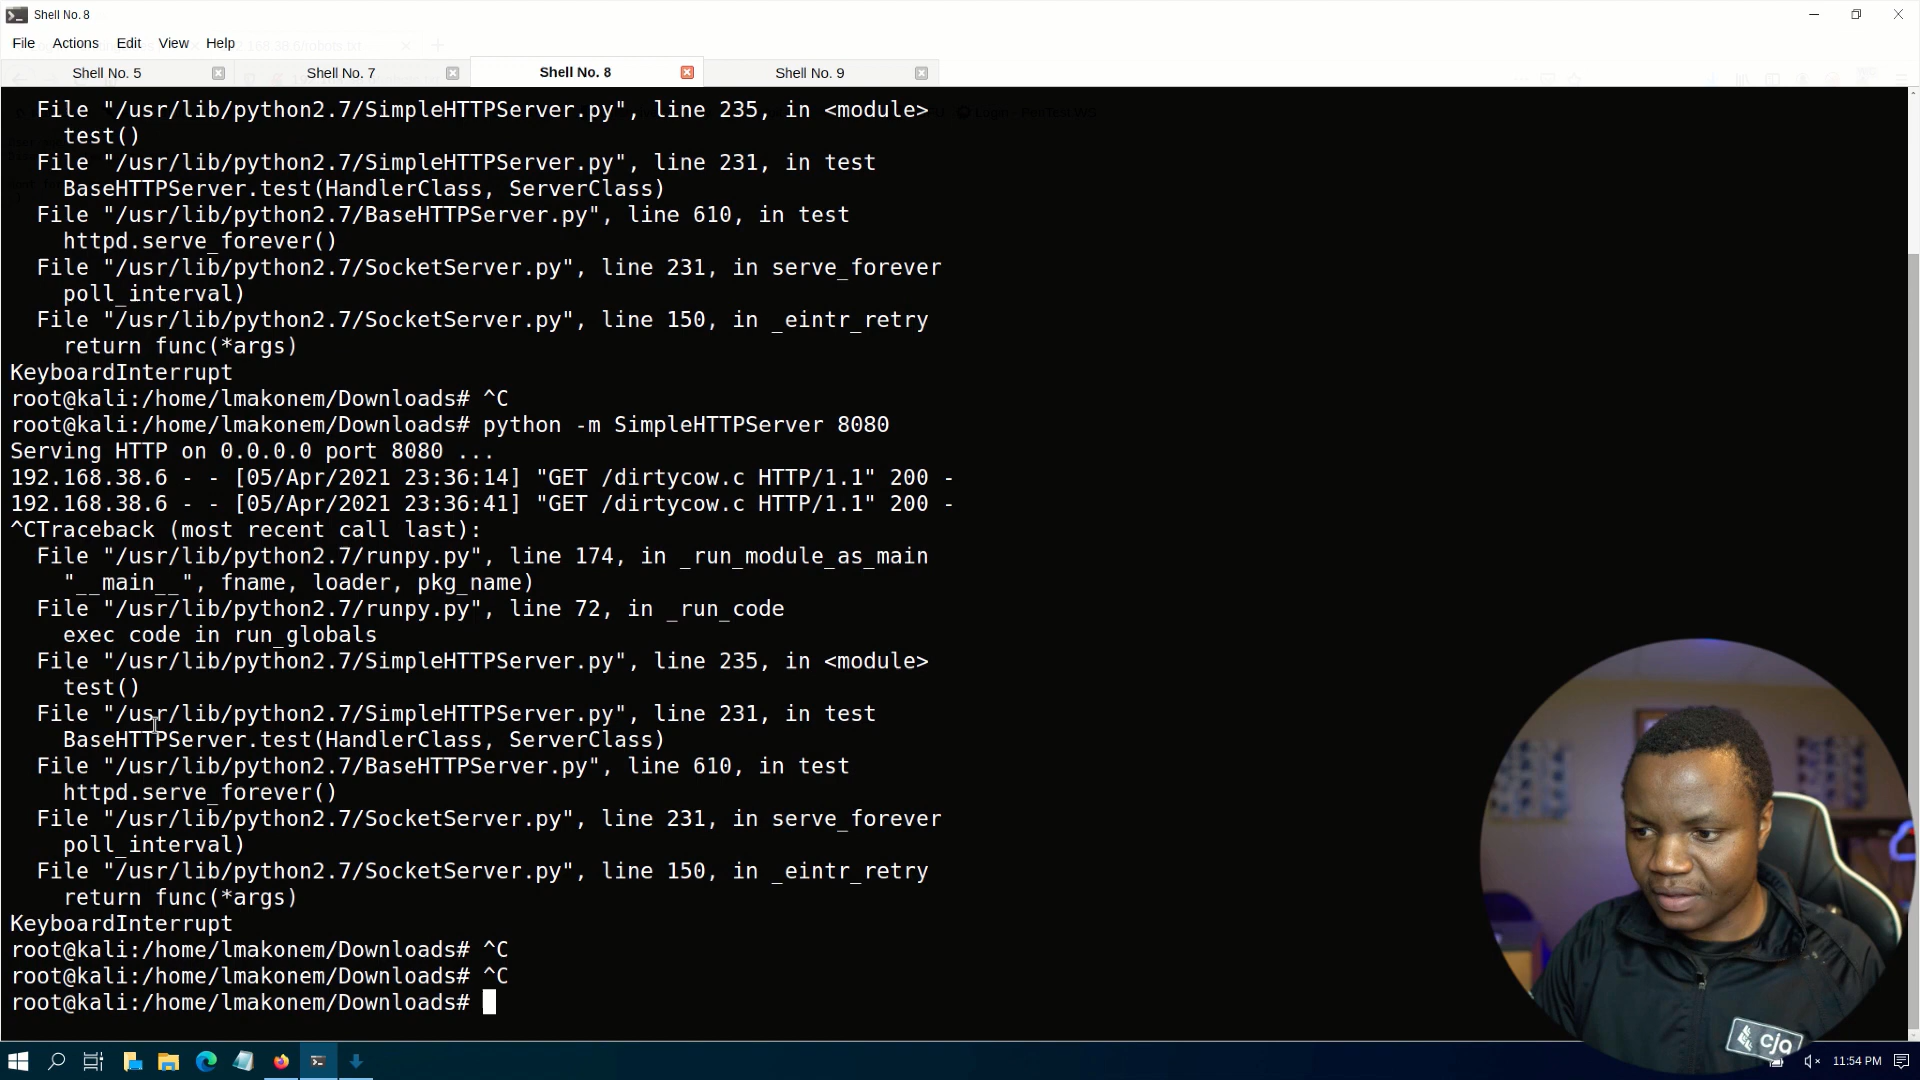 Shell No. 8
File Actions Edit View Help
Shell No. 5
Shell No. 7
Shell No. 8
Shell No. 9
File "/usr/lib/python2.7/SimpleHTTPServer.py", line 235, in <module>
test()
File "/usr/lib/python2.7/SimpleHTTPServer.py", line 231, in test
BaseHTTPServer.test(HandlerClass, ServerClass)
File "/usr/lib/python2.7/BaseHTTPServer.py", line 610, in test
httpd.serve_forever()
File "/usr/lib/python2.7/SocketServer.py", line 231, in serve_forever
poll_interval)
File "/usr/lib/python2.7/SocketServer.py", line 150, in _eintr_retry
return func(*args)
KeyboardInterrupt
root@kali:/home/lmakonem/Downloads# ^C
root@kali:/home/lmakonem/Downloads# python -m SimpleHTTPServer 8080
Serving HTTP on 0.0.0.0 port 8080 ...
192.168.38.6 - - [05/Apr/2021 23:36:14] "GET /dirtycow.c HTTP/1.1" 200 -
192.168.38.6 - - [05/Apr/2021 23:36:41] "GET /dirtycow.c HTTP/1.1" 200 -
^CTraceback (most recent call last):
File "/usr/lib/python2.7/runpy.py", line 174, in _run_module_as_main
"__main__", fname, loader, pkg_name)
File "/usr/lib/python2.7/runpy.py", line 72, in _run_code
exec code in run_globals
File "/usr/lib/python2.7/SimpleHTTPServer.py", line 235, in <module>
test()
File "/usr/lib/python2.7/SimpleHTTPServer.py", line 231, in test
BaseHTTPServer.test(HandlerClass, ServerClass)
File "/usr/lib/python2.7/BaseHTTPServer.py", line 610, in test
httpd.serve_forever()
File "/usr/lib/python2.7/SocketServer.py", line 231, in serve_forever
poll_interval)
File "/usr/lib/python2.7/SocketServer.py", line 150, in _eintr_retry
return func(*args)
KeyboardInterrupt
root@kali:/home/lmakonem/Downloads# ^C
root@kali:/home/lmakonem/Downloads# ^C
root@kali:/home/lmakonem/Downloads#
c/a
11:54 PM